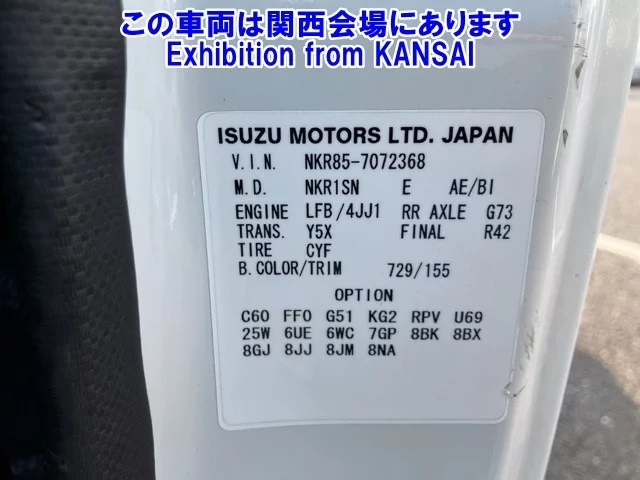 この車両は関西会場にあります
Exhibition from KANSAI
ISUZU MOTORS LTD. JAPAN
V.I.N. NKR85-7072368
M.D. NKR1SN E AE/BI
ENGINE LFB/4JJ1 RR AXLE G73
TRANS. Y5X FINAL R42
TIRE CYF
B.COLOR/TRIM 729/155
OPTION
C60 FF0 G51 KG2 RPV U69
25W 6UE 6WC 7GP 8BK 8BX
8GJ 8JJ 8JM 8NA